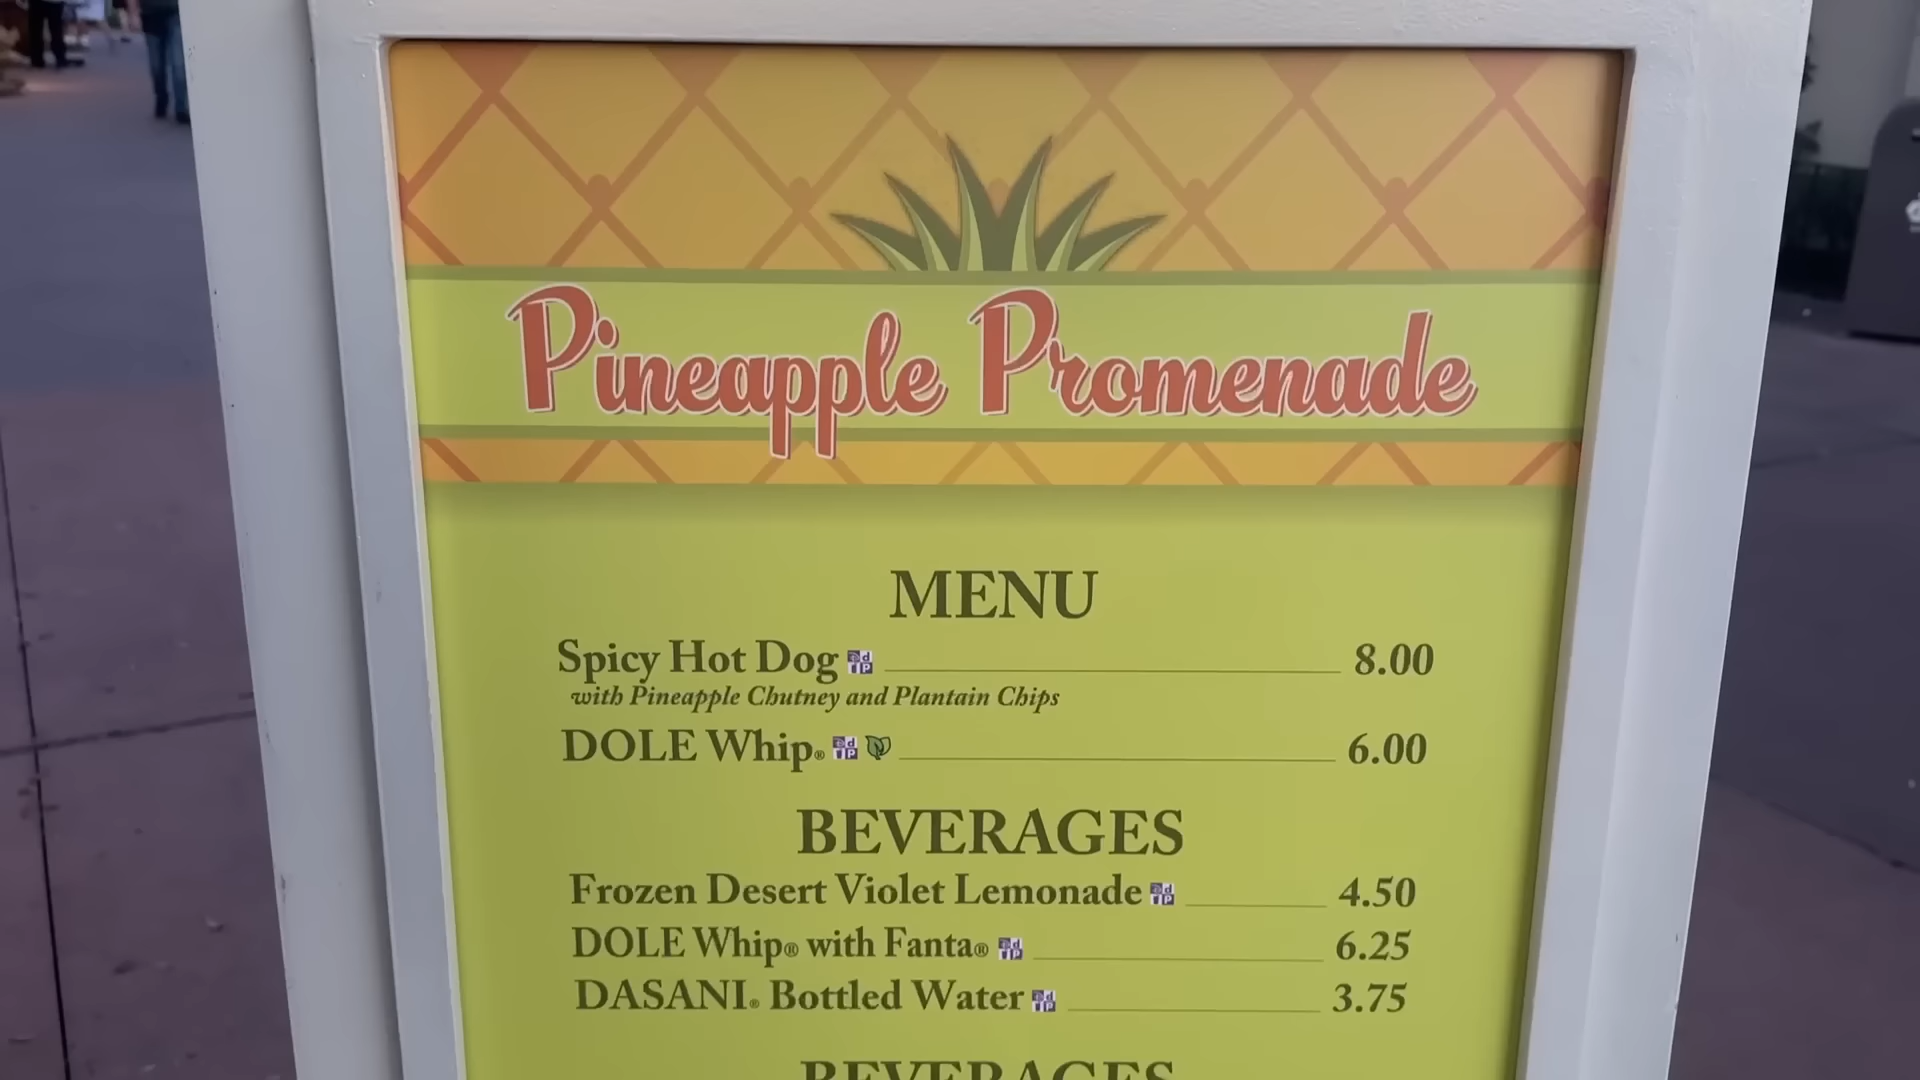 Pineapple Promenade
MENU
Spicy Hot Dog 8.00
with Pineapple Chutney and Plantain Chips
DOLE Whip® 6.00
BEVERAGES
Frozen Desert Violet Lemonade 4.50
DOLE Whip® with Fanta® 6.25
DASANI® Bottled Water 3.75
BEVERAGES